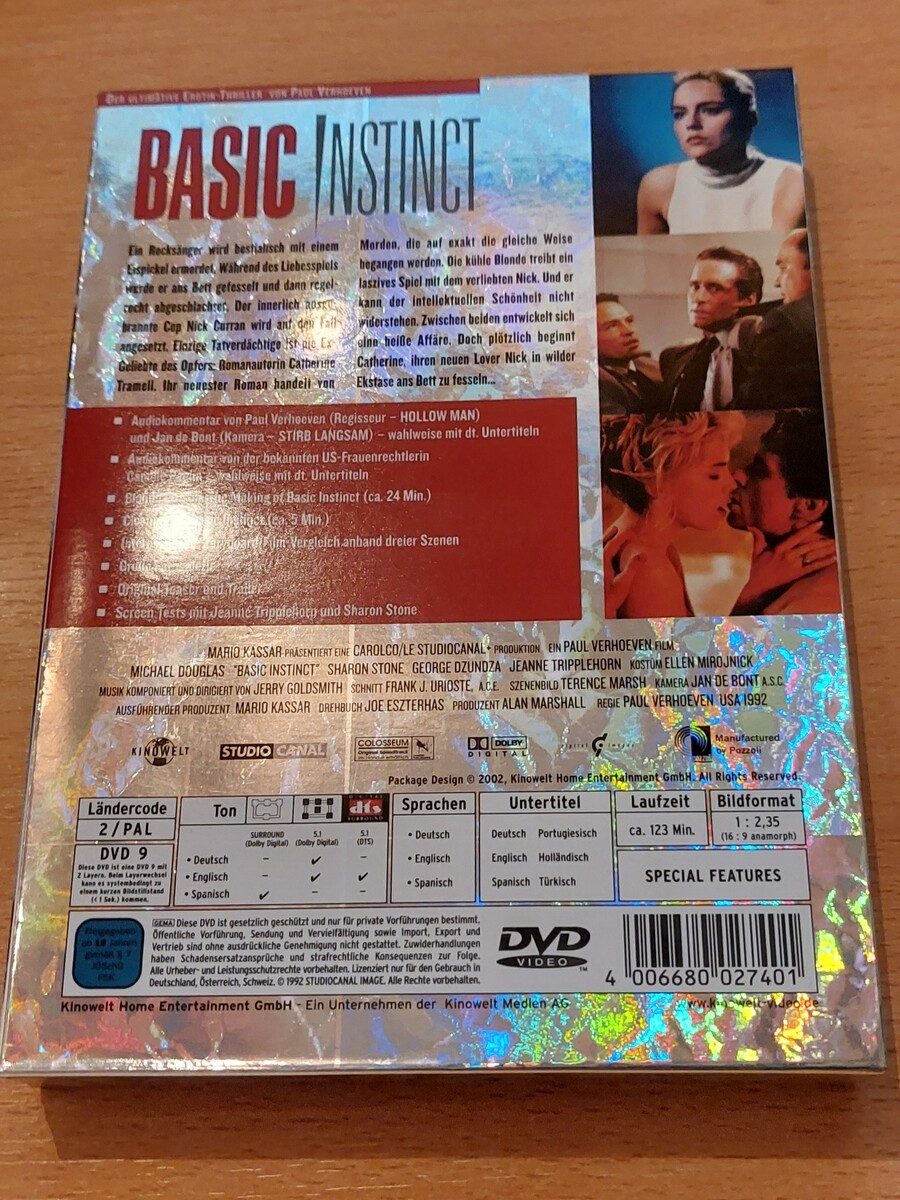 DER ULTIMATIVE EROTIK-THRILLER VON PAUL VERHOEVEN
BASIC INSTINCT
Ein Rocksänger wird bestialisch mit einem
Eispickel ermordet. Während des Liebesspiels
wurde er ans Bett gefesselt und dann regel-
recht abgeschlachtet. Der innerlich ausge-
brannte Cop Nick Curran wird auf den Fall
angesetzt. Einzige Tatverdächtige ist die Ex-
Geliebte des Opfers: Romanautorin Catherine
Tramell. Ihr neuester Roman handelt von
Morden, die auf exakt die gleiche Weise
begangen werden. Die kühle Blonde treibt ein
laszives Spiel mit dem verliebten Nick. Und er
kann der intellektuellen Schönheit nicht
widerstehen. Zwischen beiden entwickelt sich
eine heiße Affäre. Doch plötzlich beginnt
Catherine, ihren neuen Lover Nick in wilder
Ekstase ans Bett zu fesseln...
Audiokommentar von Paul Verhoeven (Regisseur – HOLLOW MAN)
und Jan de Bont (Kamera – STIRB LANGSAM) – wahlweise mit dt. Untertiteln
Audiokommentar von der bekannten US-Frauenrechtlerin
– wahlweise mit dt. Untertiteln
Making of Basic Instinct (ca. 24 Min.)
(ca. 5 Min.)
Film-Vergleich anhand dreier Szenen
Original Teaser und Trailer
Screen Tests mit Jeanne Tripplehorn und Sharon Stone
MARIO KASSAR PRÄSENTIERT EINE CAROLCO/LE STUDIOCANAL+ PRODUKTION EIN PAUL VERHOEVEN FILM
MICHAEL DOUGLAS "BASIC INSTINCT" SHARON STONE GEORGE DZUNDZA JEANNE TRIPPLEHORN KOSTÜM ELLEN MIROJNICK
MUSIK KOMPONIERT UND DIRIGIERT VON JERRY GOLDSMITH SCHNITT FRANK J. URIOSTE, A.C.E. SZENENBILD TERENCE MARSH KAMERA JAN DE BONT A.S.C.
AUSFÜHRENDER PRODUZENT MARIO KASSAR DREHBUCH JOE ESZTERHAS PRODUZENT ALAN MARSHALL REGIE PAUL VERHOEVEN USA 1992
KINOWELT STUDIO CANAL COLOSSEUM DOLBY DIGITAL digital images Manufactured
by Pozzoli
Package Design © 2002, Kinowelt Home Entertainment GmbH. All Rights Reserved.
Ländercode
2 / PAL
DVD 9
Diese DVD ist eine DVD 9 mit
2 Layern. Beim Layerwechsel
kann es systembedingt zu
einem kurzen Bildstillstand
(< 1 Sek.) kommen.
Ton dts
SURROUND 5.1 5.1
(Dolby Digital) (Dolby Digital) (DTS)
• Deutsch – ✓ –
• Englisch – ✓ ✓
• Spanisch ✓ – –
Sprachen
• Deutsch
• Englisch
• Spanisch
Untertitel
Deutsch Portugiesisch
Englisch Holländisch
Spanisch Türkisch
Laufzeit
ca. 123 Min.
Bildformat
1 : 2,35
(16 : 9 anamorph)
SPECIAL FEATURES
Freigegeben
ab 18 Jahren
gemäß § 7
JÖSchG
FSK
GEMA Diese DVD ist gesetzlich geschützt und nur für private Vorführungen bestimmt.
Öffentliche Vorführung, Sendung und Vervielfältigung sowie Import, Export und
Vertrieb sind ohne ausdrückliche Genehmigung nicht gestattet. Zuwiderhandlungen
haben Schadensersatzansprüche und strafrechtliche Konsequenzen zur Folge.
Alle Urheber- und Leistungsschutzrechte vorbehalten. Lizenziert nur für den Gebrauch in
Deutschland, Österreich, Schweiz. © 1992 STUDIOCANAL IMAGE. Alle Rechte vorbehalten.
DVD
VIDEO
TM
4 006680 027401
Kinowelt Home Entertainment GmbH - Ein Unternehmen der Kinowelt Medien AG
www.kinowelt-video.de